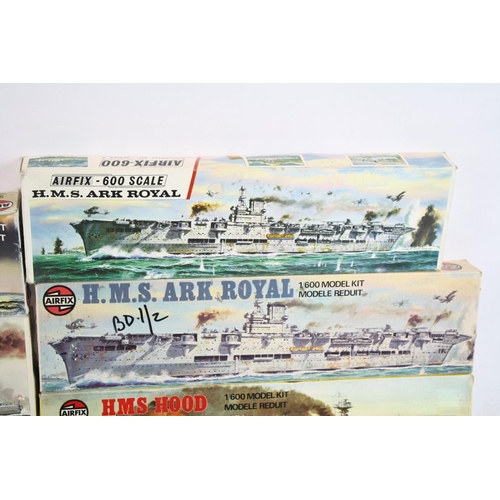 AIRFIX-600
AIRFIX - 600 SCALE
H.M.S. ARK ROYAL
AIRFIX
H.M.S. ARK ROYAL
1/600 MODEL KIT
MODELE REDUIT
BD:1/2
AIRFIX
HMS HOOD
1/600 MODEL KIT
MODELE REDUIT